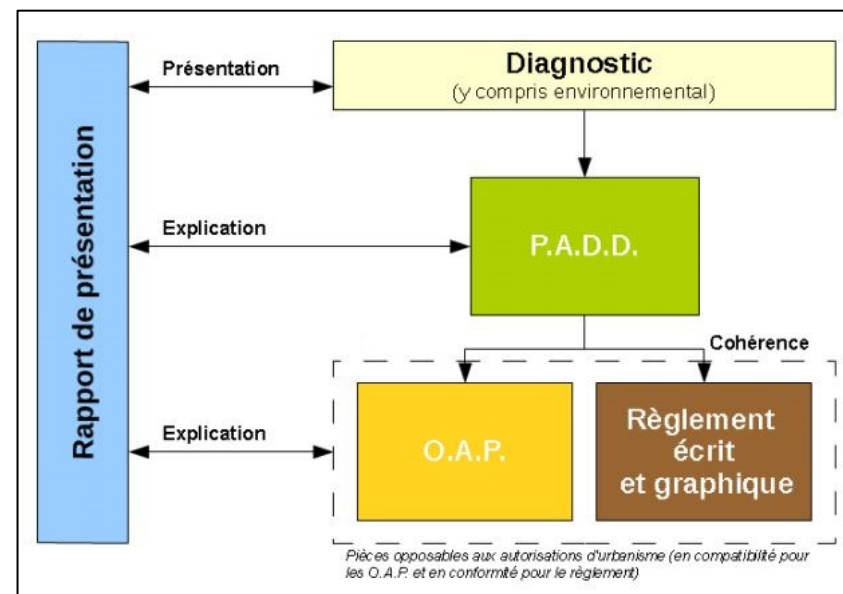 Rapport de présentation
Présentation
Diagnostic
(y compris environnemental)
Explication
P.A.D.D.
Cohérence
Explication
O.A.P.
Règlement
écrit
et graphique
Pièces opposables aux autorisations d'urbanisme (en compatibilité pour
les O.A.P. et en conformité pour le règlement)